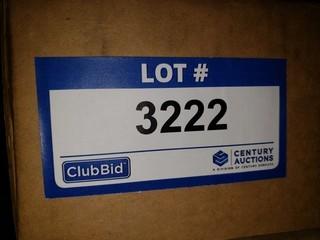 LOT #
3222
ClubBid
CENTURY
AUCTIONS
A DIVISION OF CENTURY SERVICES